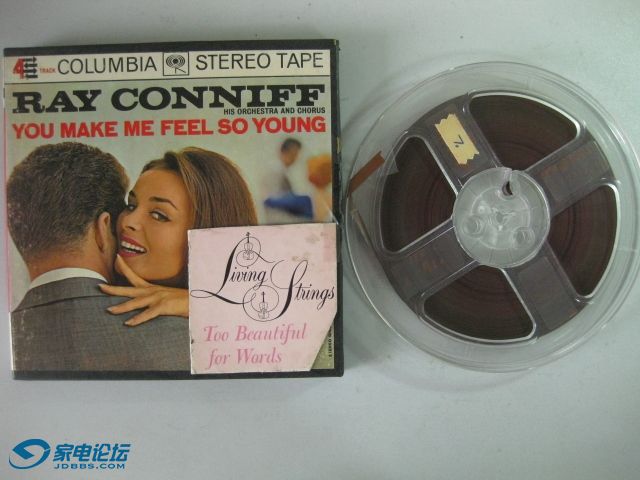 4 TRACK COLUMBIA STEREO TAPE
RAY CONNIFF
HIS ORCHESTRA AND CHORUS
YOU MAKE ME FEEL SO YOUNG
Living
Strings
Too Beautiful
for Words
2
家电论坛
JDBBS.COM